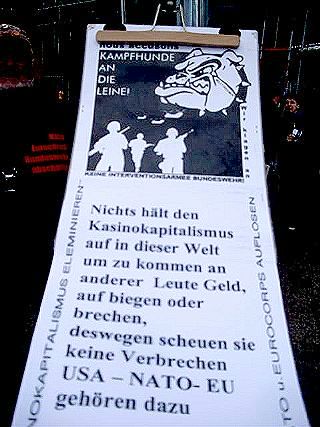 KAMPFHUNDE
AN
DIE
LEINE!
KEINE INTERVENTIONSARMEE BUNDESWEHR!
Nichts hält den
Kasinokapitalismus
auf in dieser Welt
um zu kommen an
anderer Leute Geld,
auf biegen oder
brechen,
deswegen scheuen sie
keine Verbrechen
USA – NATO- EU
gehören dazu
NOKAPITALISMUS ELEMINIEREN
TO u EUROCORPS AUFLÖSEN